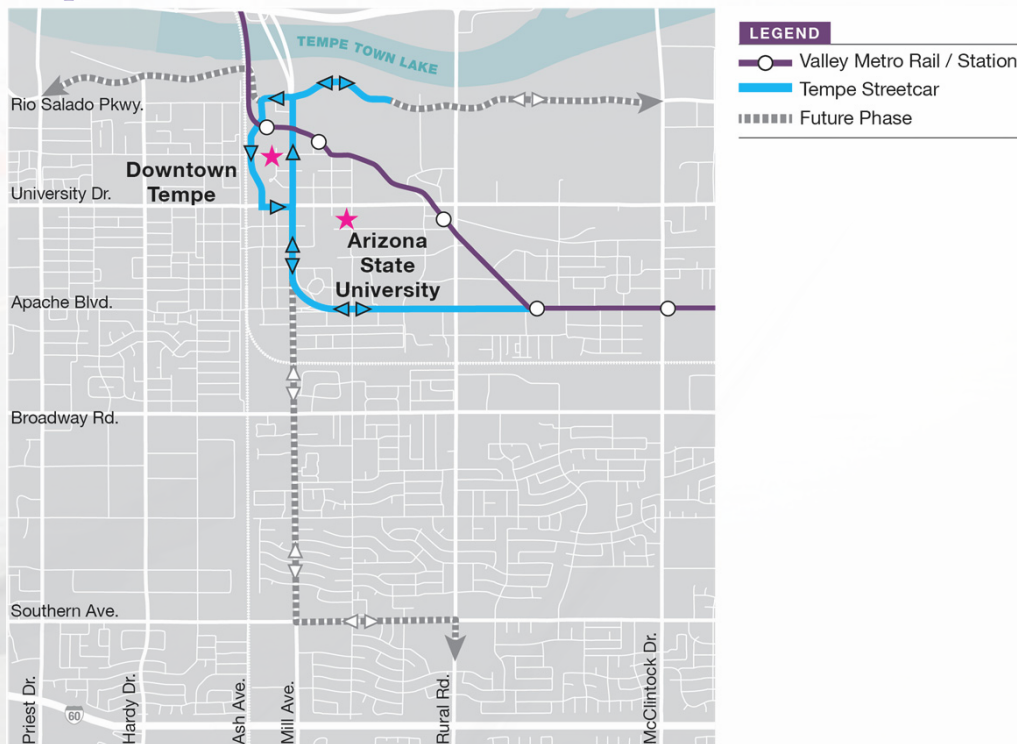 TEMPE TOWN LAKE
Rio Salado Pkwy.
Downtown
Tempe
University Dr.
Arizona
State
University
Apache Blvd.
Broadway Rd.
Southern Ave.
Priest Dr.
60
Hardy Dr.
Ash Ave.
Mill Ave.
Rural Rd.
McClintock Dr.
LEGEND
Valley Metro Rail / Station
Tempe Streetcar
Future Phase